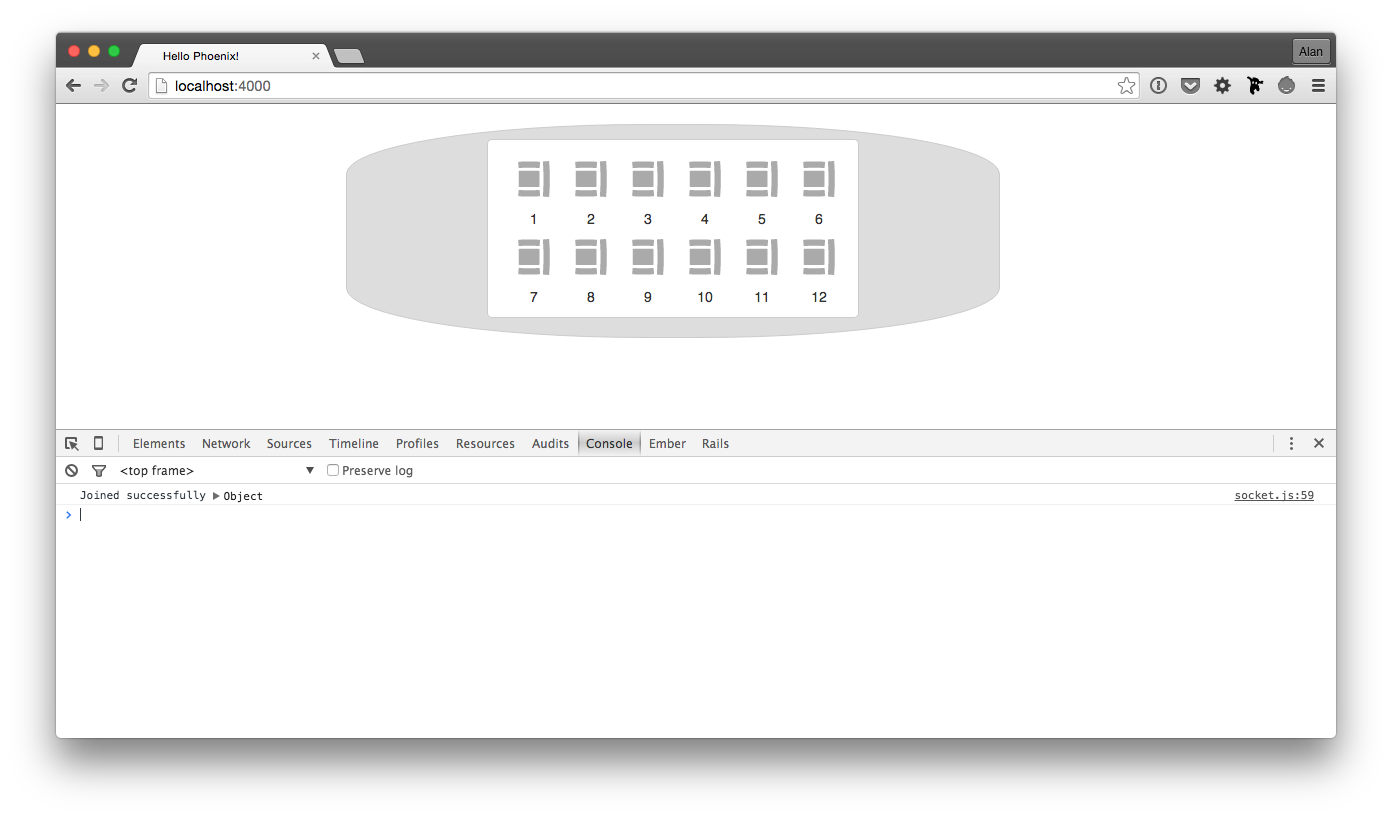 Hello Phoenix!
Alan
localhost:4000
1 2 3 4 5 6
7 8 9 10 11 12
Elements Network Sources Timeline Profiles Resources Audits Console Ember Rails
<top frame> Preserve log
Joined successfully Object socket.js:59